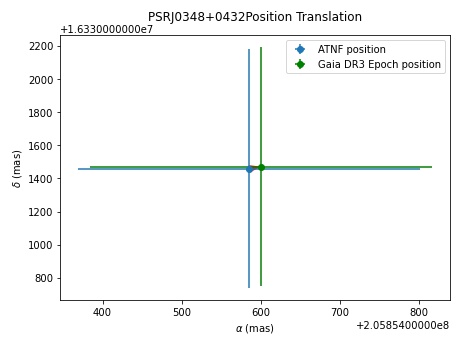 PSRJ0348+0432Position Translation
+1.6330000000e7
ATNF position
Gaia DR3 Epoch position
2200
2000
1800
1600
1400
1200
1000
800
δ (mas)
400 500 600 700 800
α (mas)
+2.0585400000e8